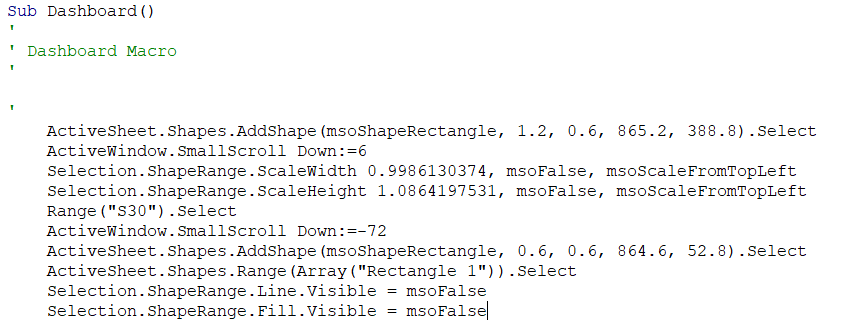 Sub Dashboard()
'
' Dashboard Macro
'

'
    ActiveSheet.Shapes.AddShape(msoShapeRectangle, 1.2, 0.6, 865.2, 388.8).Select
    ActiveWindow.SmallScroll Down:=6
    Selection.ShapeRange.ScaleWidth 0.9986130374, msoFalse, msoScaleFromTopLeft
    Selection.ShapeRange.ScaleHeight 1.0864197531, msoFalse, msoScaleFromTopLeft
    Range("S30").Select
    ActiveWindow.SmallScroll Down:=-72
    ActiveSheet.Shapes.AddShape(msoShapeRectangle, 0.6, 0.6, 864.6, 52.8).Select
    ActiveSheet.Shapes.Range(Array("Rectangle 1")).Select
    Selection.ShapeRange.Line.Visible = msoFalse
    Selection.ShapeRange.Fill.Visible = msoFalse